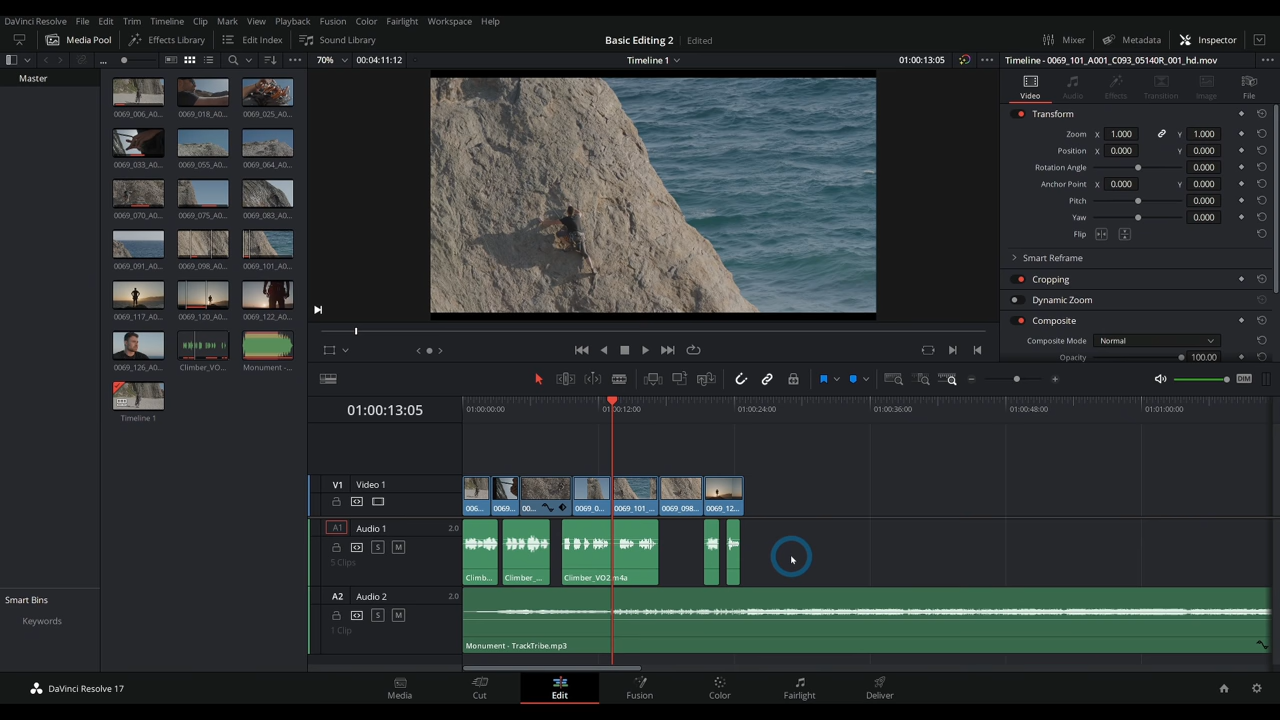 DaVinci Resolve File Edit Trim Timeline Clip Mark View Playback Fusion Color Fairlight Workspace Help
Media Pool Effects Library Edit Index Sound Library Basic Editing 2 Edited Mixer Metadata Inspector
... 70% 00:04:11:12 Timeline 1 01:00:13:05 Timeline - 0069_101_A001_C093_05140R_001_hd.mov
Master
Video Audio Effects Transition Image File
0069_006_A0... 0069_018_A0... 0069_025_A0...
Transform
Zoom X 1.000 Y 1.000
Position X 0.000 Y 0.000
0069_033_A0... 0069_055_A0... 0069_064_A0...
Rotation Angle 0.000
Anchor Point X 0.000 Y 0.000
Pitch 0.000
0069_070_A0... 0069_075_A0... 0069_083_A0...
Yaw 0.000
Flip
Smart Reframe
0069_091_A0... 0069_098_A0... 0069_101_A0...
Cropping
Dynamic Zoom
0069_117_A0... 0069_120_A0... 0069_122_A0...
Composite
Composite Mode Normal
Opacity 100.00
0069_126_A0... Climber_VO... Monument -...
DIM
Timeline 1
01:00:13:05
01:00:00:00 01:00:12:00 01:00:24:00 01:00:36:00 01:00:48:00 01:01:00:00
V1 Video 1
006... 0069... 00... 0069_0... 0069_101_... 0069_098... 0069_12...
A1 Audio 1 2.0
S M
5 Clips
Climb... Climber_... Climber_VO2.m4a
A2 Audio 2 2.0
S M
1 Clip
Monument - TrackTribe.mp3
Smart Bins
Keywords
DaVinci Resolve 17
Media Cut Edit Fusion Color Fairlight Deliver